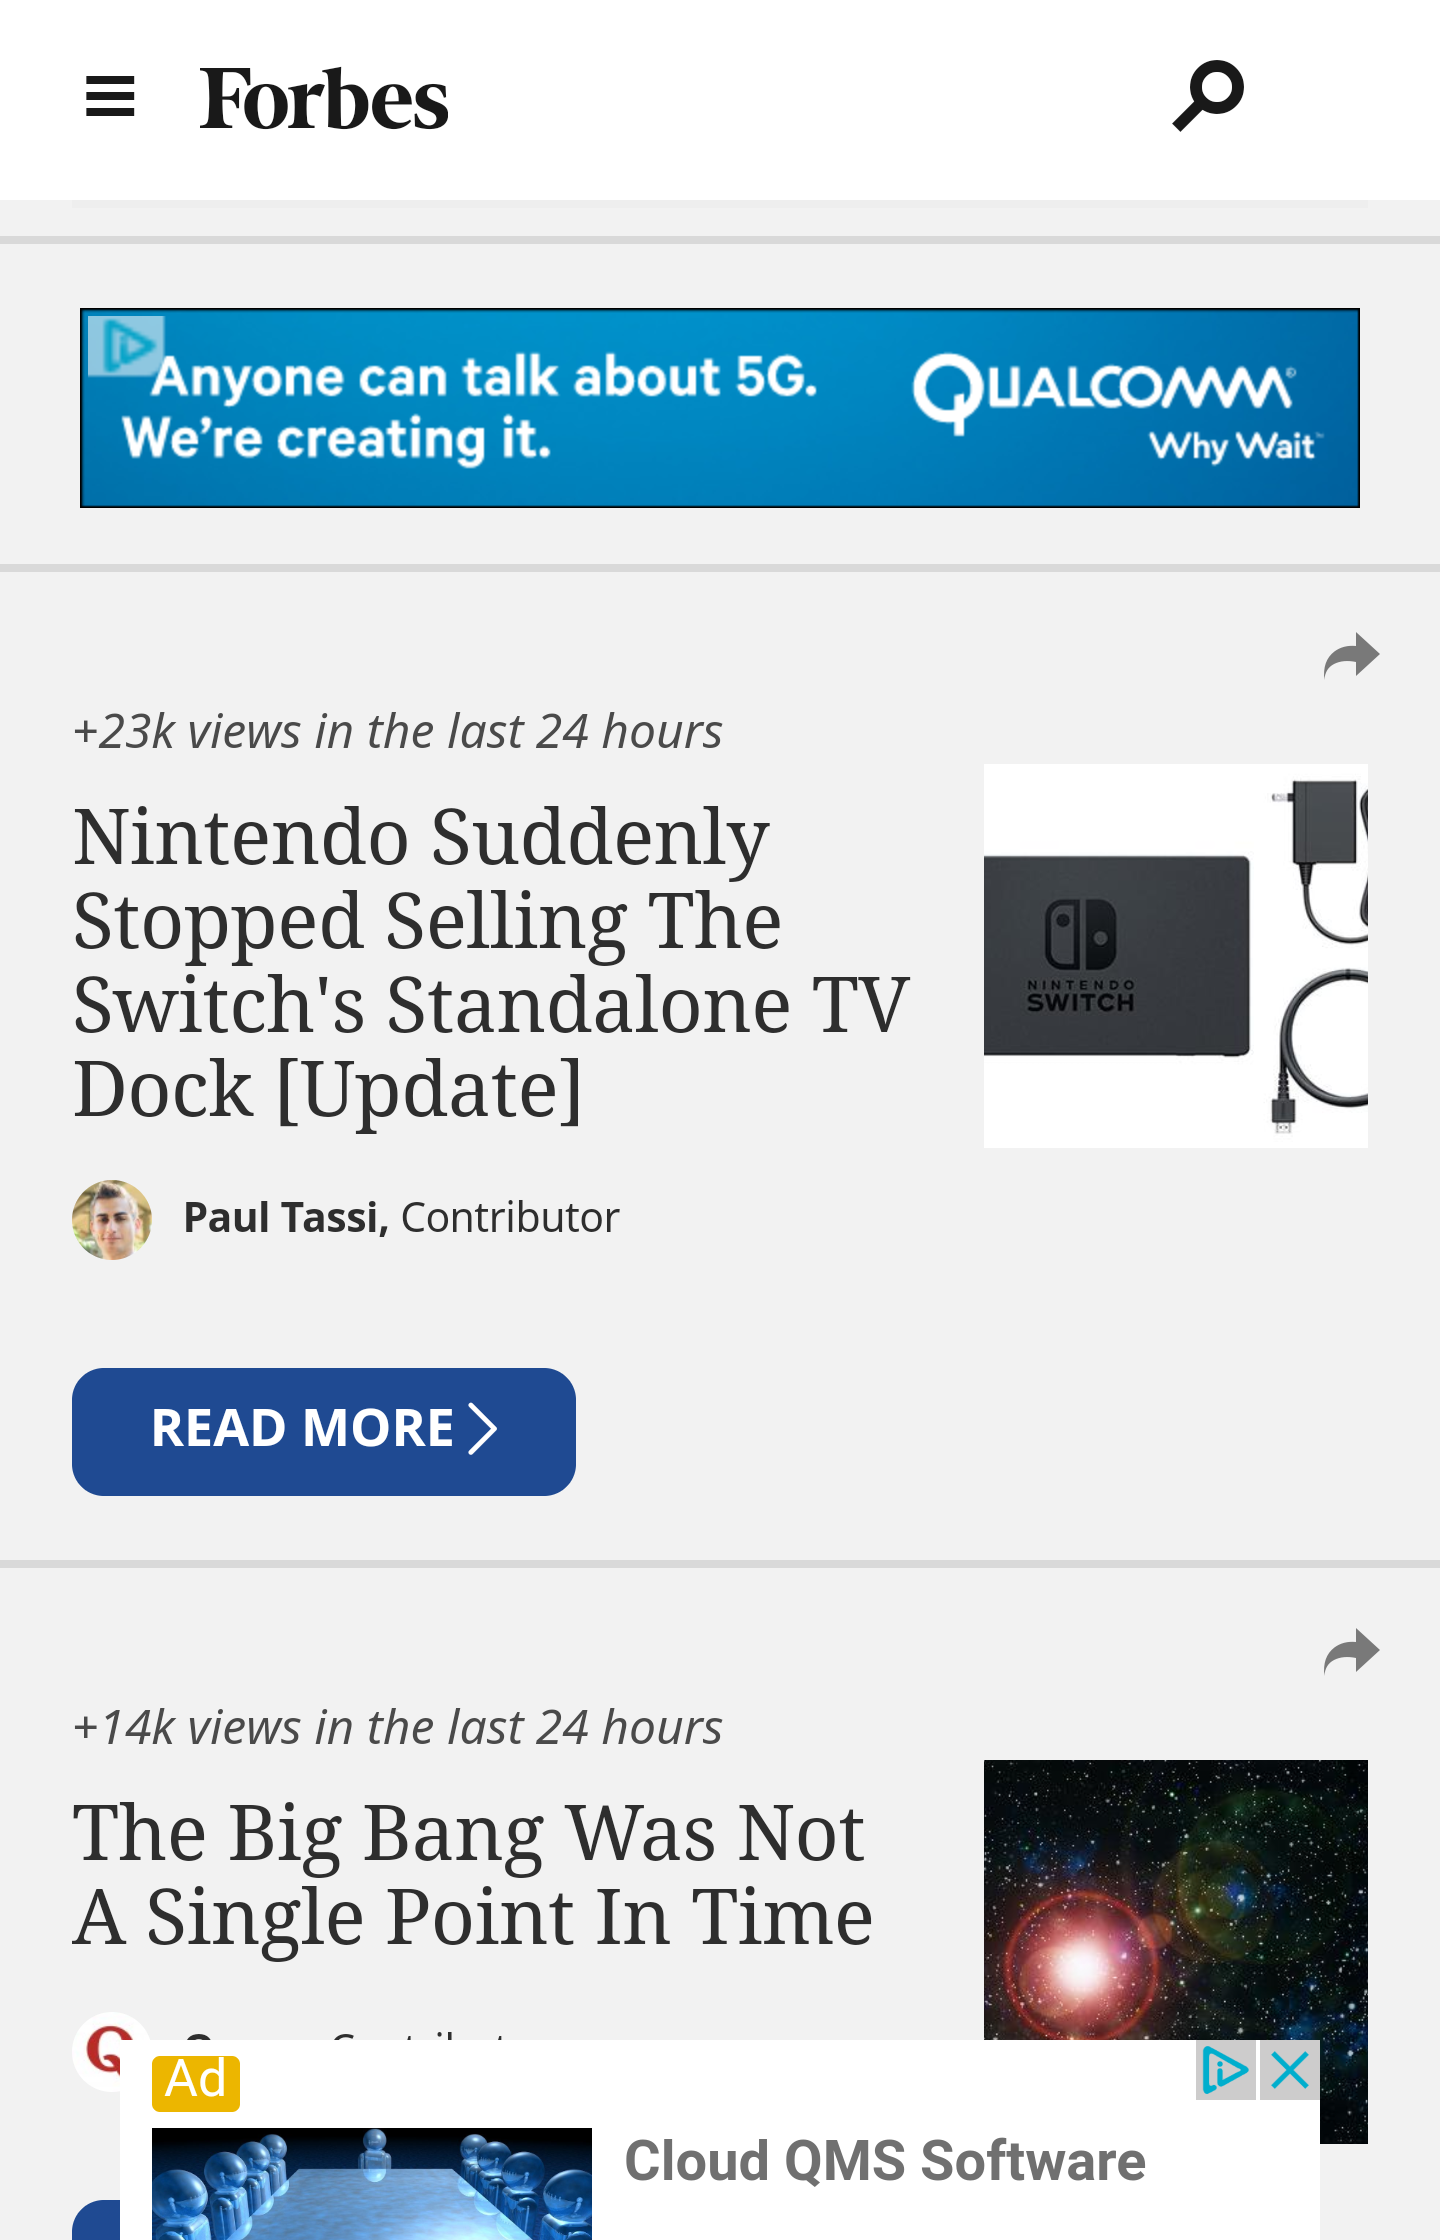 Forbes
Anyone can talk about 5G.
We're creating it.
QUALCOMM®
Why Wait™
+23k views in the last 24 hours
Nintendo Suddenly
Stopped Selling The
Switch's Standalone TV
Dock [Update]
NINTENDO
SWITCH
Paul Tassi, Contributor
READ MORE
+14k views in the last 24 hours
The Big Bang Was Not
A Single Point In Time
Q
Ad
Cloud QMS Software